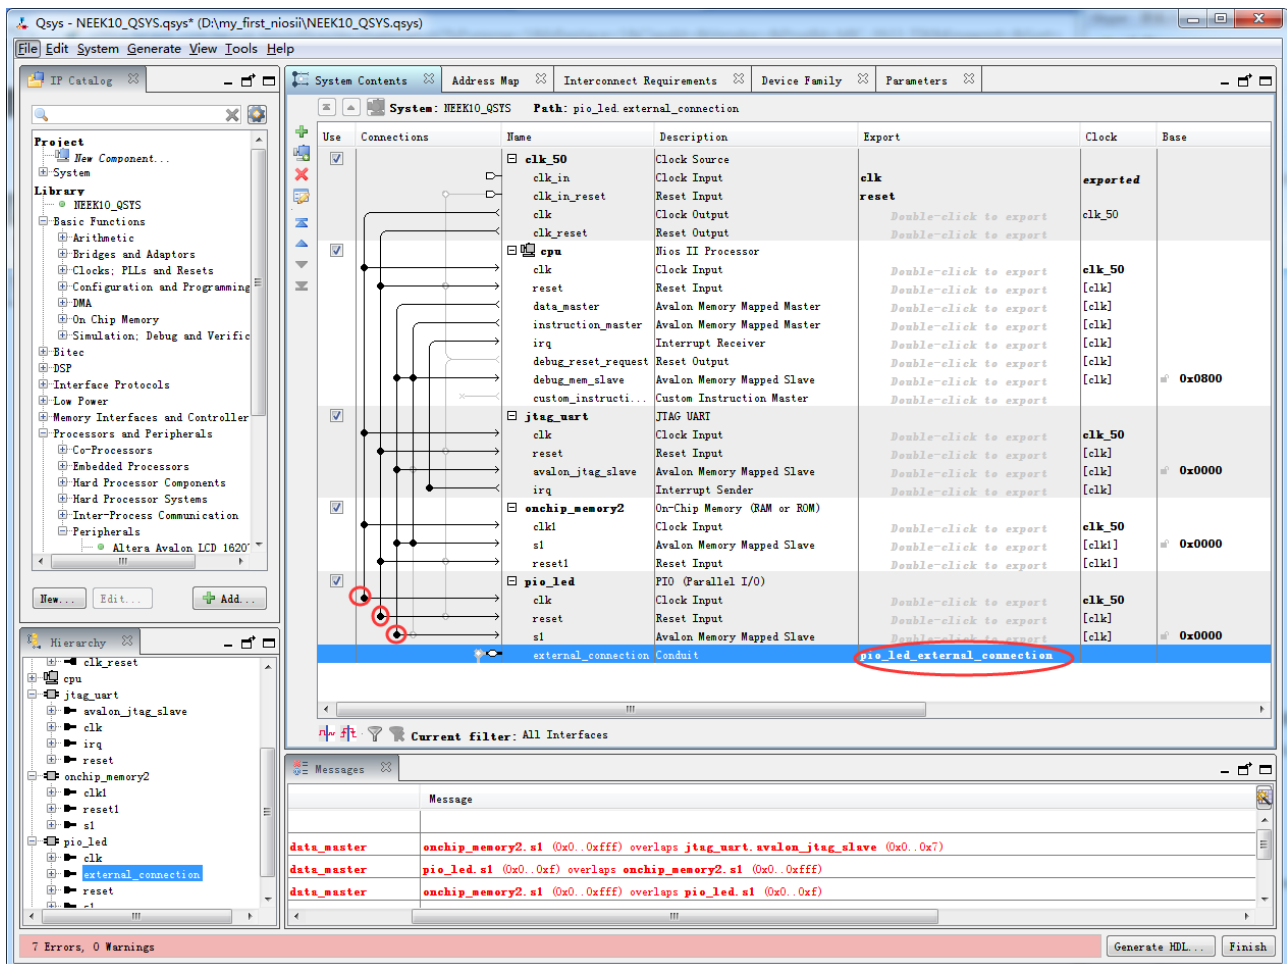 Qsys - NEEK10_QSYS.qsys* (D:\my_first_niosii\NEEK10_QSYS.qsys)
File Edit System Generate View Tools Help
IP Catalog
Project
New Component...
System
Library
NEEK10_QSYS
Basic Functions
Arithmetic
Bridges and Adaptors
Clocks; PLLs and Resets
Configuration and Programming
DMA
On Chip Memory
Simulation; Debug and Verific
Bitec
DSP
Interface Protocols
Low Power
Memory Interfaces and Controller
Processors and Peripherals
Co-Processors
Embedded Processors
Hard Processor Components
Hard Processor Systems
Inter-Process Communication
Peripherals
Altera Avalon LCD 1620
New... Edit... Add...
Hierarchy
clk_reset
cpu
jtag_uart
avalon_jtag_slave
clk
irq
reset
onchip_memory2
clk1
reset1
s1
pio_led
clk
external_connection
reset
s1
System Contents Address Map Interconnect Requirements Device Family Parameters
System: NEEK10_QSYS Path: pio_led.external_connection
Use Connections Name Description Export Clock Base
clk_50 Clock Source
clk_in Clock Input clk exported
clk_in_reset Reset Input reset
clk Clock Output Double-click to export clk_50
clk_reset Reset Output Double-click to export
cpu Nios II Processor
clk Clock Input Double-click to export clk_50
reset Reset Input Double-click to export [clk]
data_master Avalon Memory Mapped Master Double-click to export [clk]
instruction_master Avalon Memory Mapped Master Double-click to export [clk]
irq Interrupt Receiver Double-click to export [clk]
debug_reset_request Reset Output Double-click to export [clk]
debug_mem_slave Avalon Memory Mapped Slave Double-click to export [clk] 0x0800
custom_instructi... Custom Instruction Master Double-click to export
jtag_uart JTAG UART
clk Clock Input Double-click to export clk_50
reset Reset Input Double-click to export [clk]
avalon_jtag_slave Avalon Memory Mapped Slave Double-click to export [clk] 0x0000
irq Interrupt Sender Double-click to export [clk]
onchip_memory2 On-Chip Memory (RAM or ROM)
clk1 Clock Input Double-click to export clk_50
s1 Avalon Memory Mapped Slave Double-click to export [clk1] 0x0000
reset1 Reset Input Double-click to export [clk1]
pio_led PIO (Parallel I/O)
clk Clock Input Double-click to export clk_50
reset Reset Input Double-click to export [clk]
s1 Avalon Memory Mapped Slave Double-click to export [clk] 0x0000
external_connection Conduit pio_led_external_connection
Current filter: All Interfaces
Messages
Message
data_master onchip_memory2.s1 (0x0..0xfff) overlaps jtag_uart.avalon_jtag_slave (0x0..0x7)
data_master pio_led.s1 (0x0..0xf) overlaps onchip_memory2.s1 (0x0..0xfff)
data_master onchip_memory2.s1 (0x0..0xfff) overlaps pio_led.s1 (0x0..0xf)
7 Errors, 0 Warnings
Generate HDL... Finish